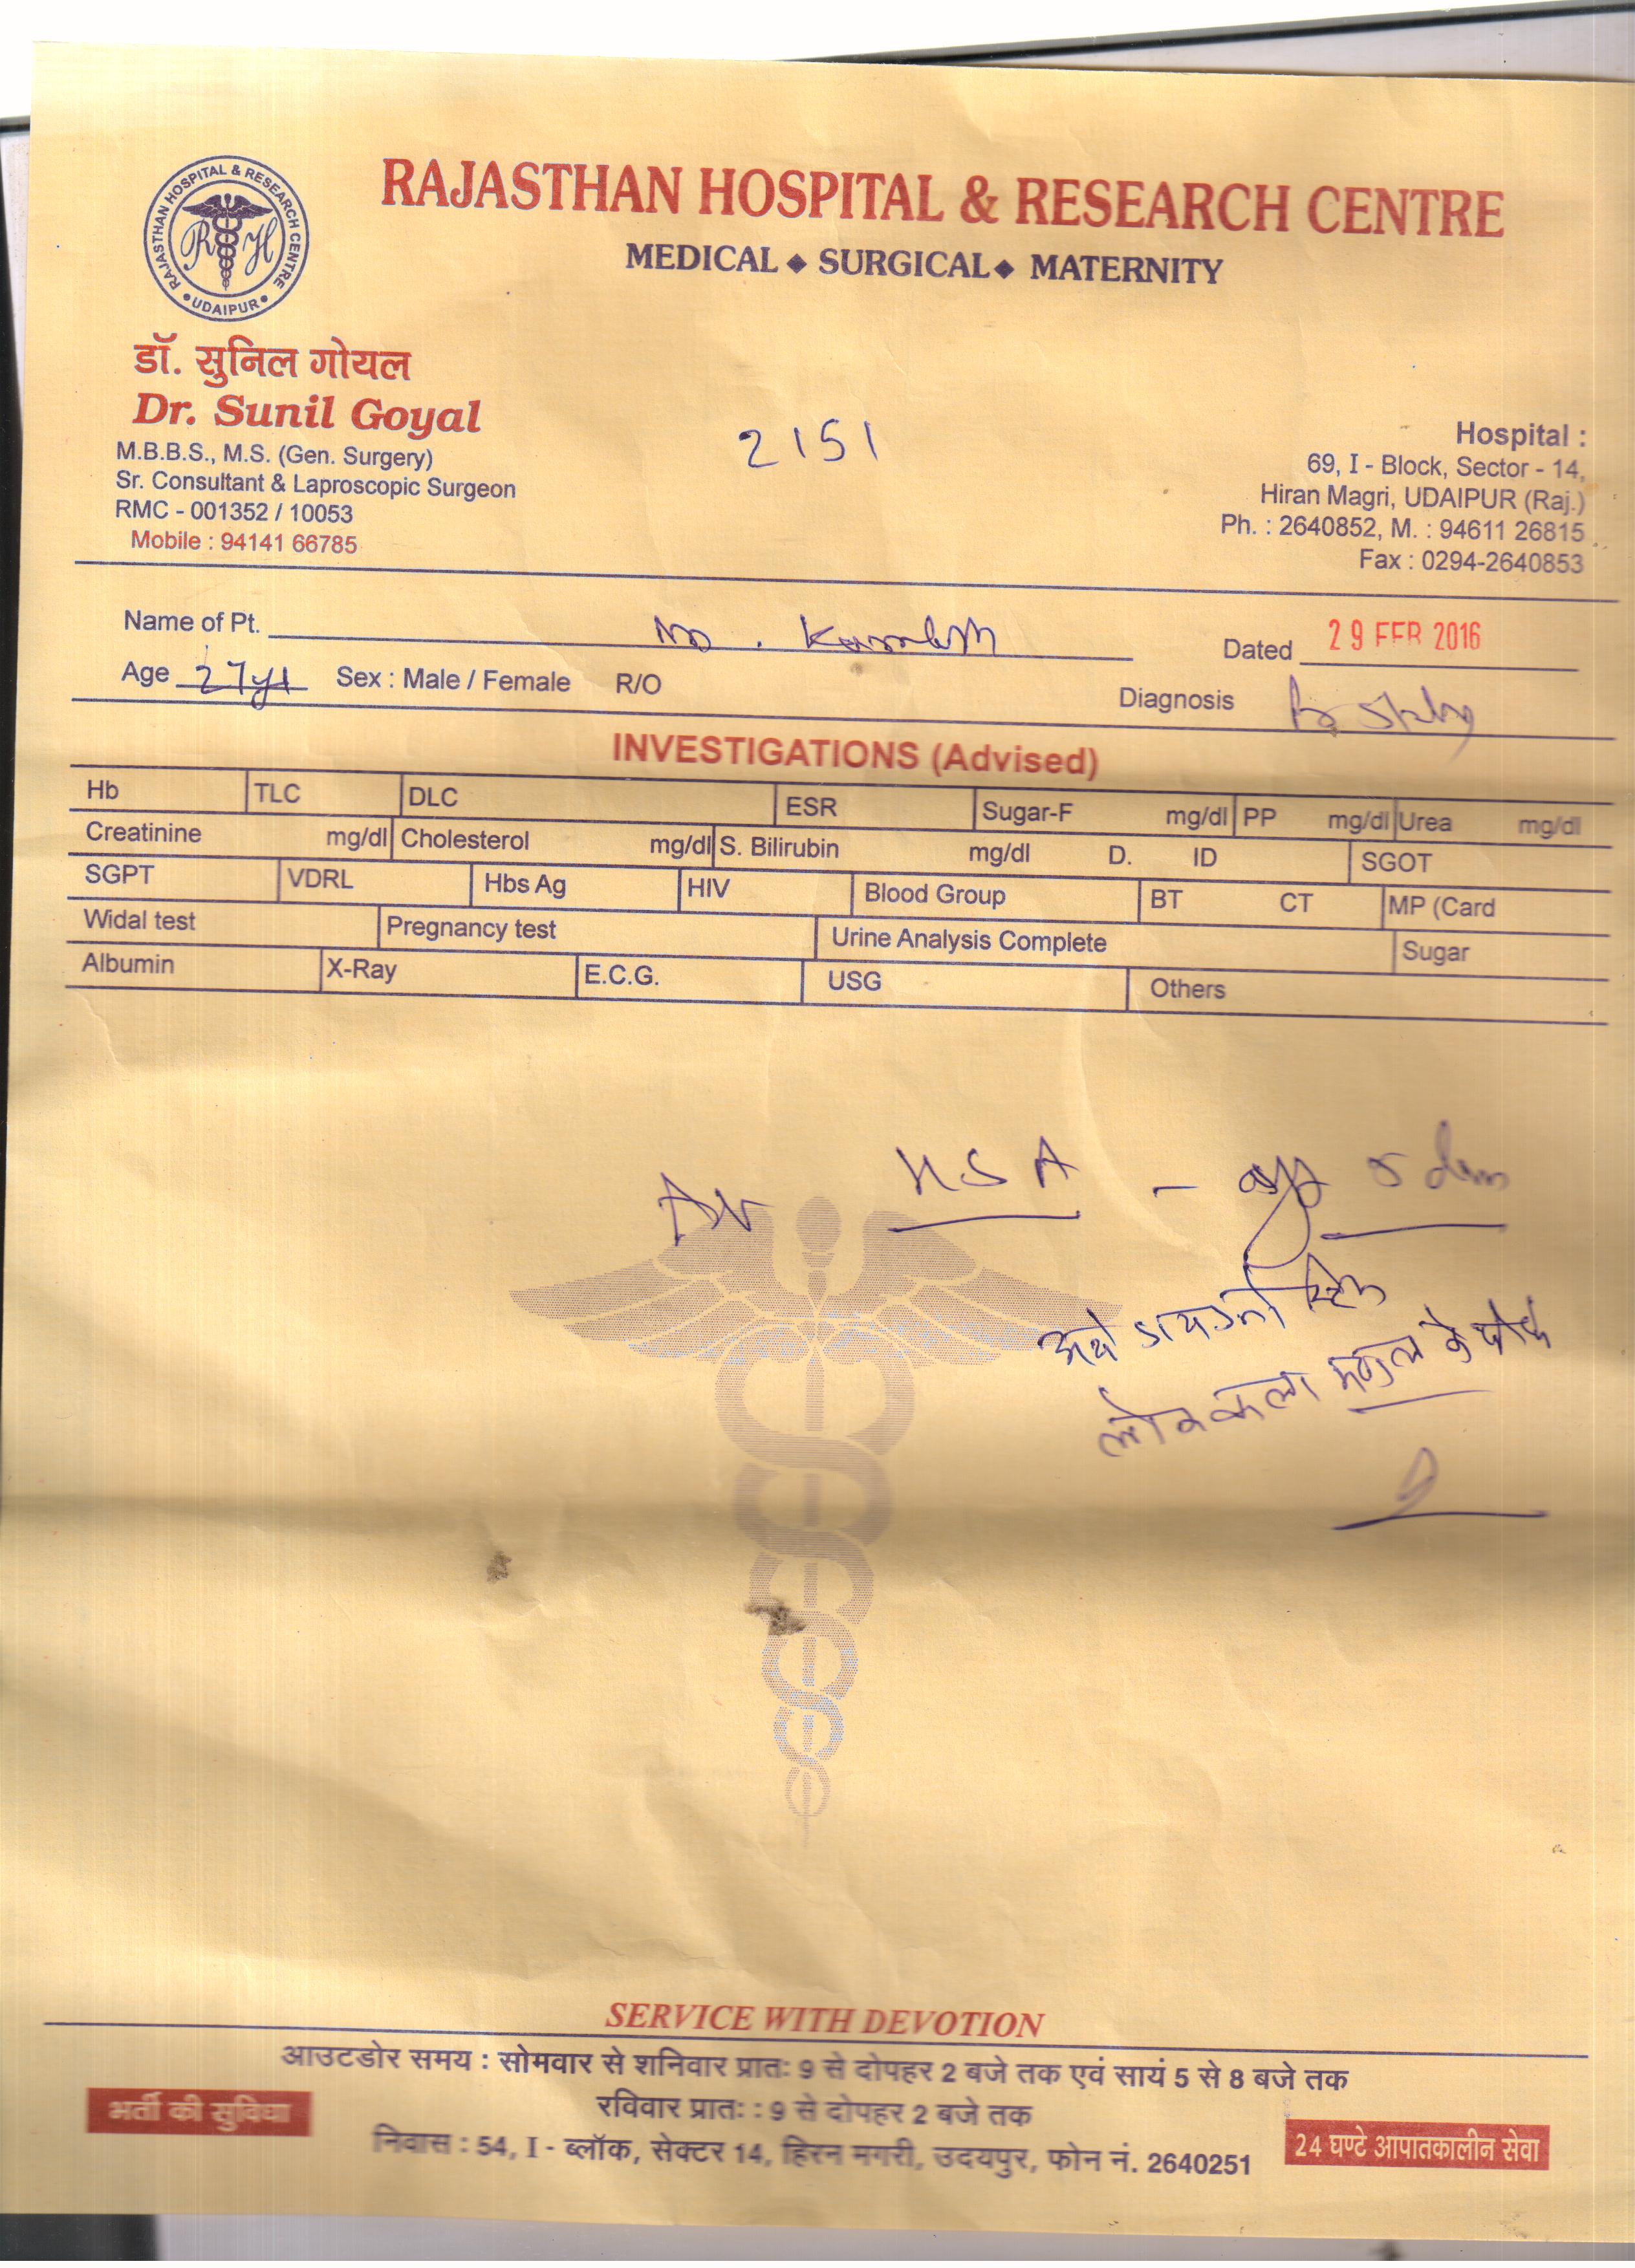 RAJASTHAN HOSPITAL & RESEARCH CENTRE
MEDICAL ◆ SURGICAL ◆ MATERNITY
RAJASTHAN HOSPITAL & RESEARCH CENTRE
• UDAIPUR •
RH
डॉ. सुनिल गोयल
Dr. Sunil Goyal
M.B.B.S., M.S. (Gen. Surgery)
Sr. Consultant & Laproscopic Surgeon
RMC - 001352 / 10053
Mobile : 94141 66785
2151
Hospital :
69, I - Block, Sector - 14,
Hiran Magri, UDAIPUR (Raj.)
Ph. : 2640852, M. : 94611 26815
Fax : 0294-2640853
Name of Pt.
Dated 29 FEB 2016
Age 27yr Sex : Male / Female R/O Diagnosis
INVESTIGATIONS (Advised)
Hb TLC DLC ESR Sugar-F mg/dl PP mg/dl Urea mg/dl
Creatinine mg/dl Cholesterol mg/dl S. Bilirubin mg/dl D. ID SGOT
SGPT VDRL Hbs Ag HIV Blood Group BT CT MP (Card
Widal test Pregnancy test Urine Analysis Complete Sugar
Albumin X-Ray E.C.G. USG Others
लोककला मण्डल के
SERVICE WITH DEVOTION
आउटडोर समय : सोमवार से शनिवार प्रातः 9 से दोपहर 2 बजे तक एवं सायं 5 से 8 बजे तक
रविवार प्रातः : 9 से दोपहर 2 बजे तक
भर्ती की सुविधा
निवास : 54, I - ब्लॉक, सेक्टर 14, हिरन मगरी, उदयपुर, फोन नं. 2640251
24 घण्टे आपातकालीन सेवा